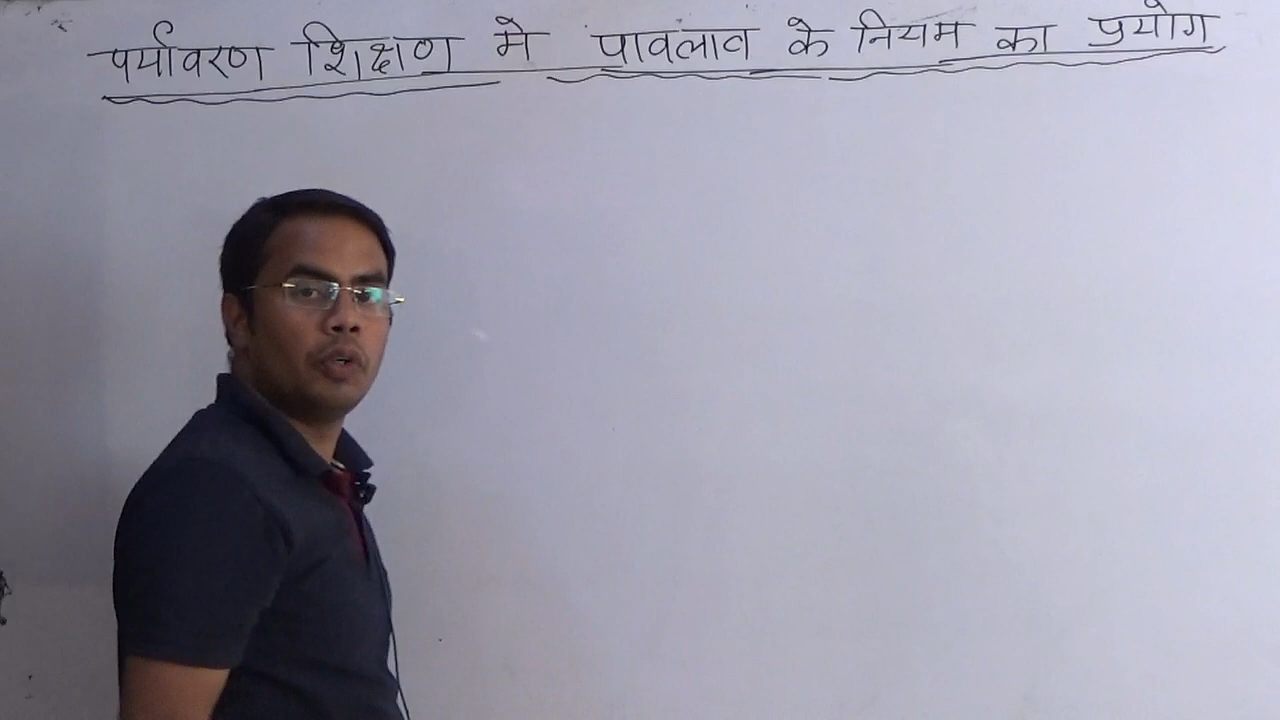 पर्यावरण शिक्षण मे पावलाव के नियम का प्रयोग